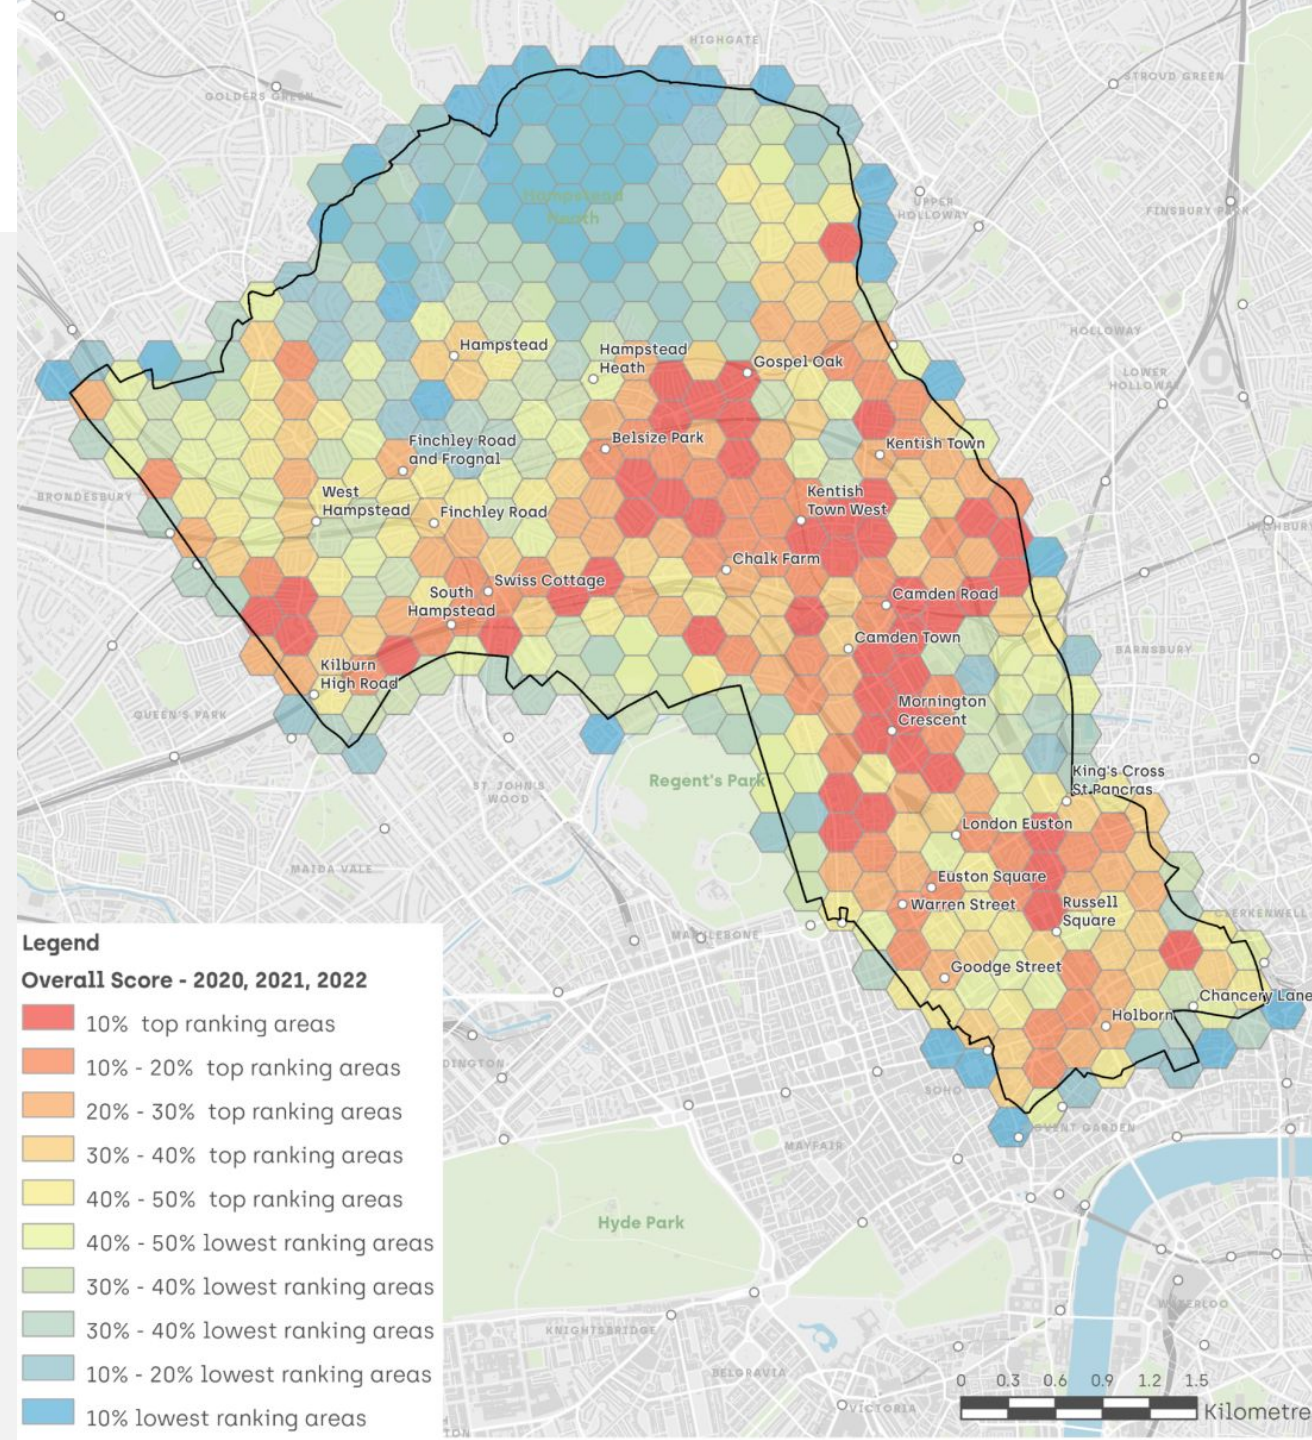 HIGHGATE
GOLDERS GREEN
STROUD GREEN
Hampstead
Heath
UPPER
HOLLOWAY
FINSBURY PARK
HOLLOWAY
Hampstead
Hampstead
Heath
Gospel Oak
LOWER
HOLLOWAY
Finchley Road
and Frognal
Belsize Park
Kentish Town
BRONDESBURY
West
Hampstead
Finchley Road
Kentish
Town West
HIGHBURY
Chalk Farm
Swiss Cottage
South
Hampstead
Camden Road
Camden Town
BARNSBURY
Kilburn
High Road
Mornington
Crescent
QUEEN'S PARK
Regent's Park
King's Cross
St Pancras
ST. JOHN'S
WOOD
London Euston
MAIDA VALE
Euston Square
Warren Street
Russell
Square
CLERKENWELL
MARYLEBONE
Goodge Street
Chancery Lane
Holborn
DINGTON
SOHO
VENT GARDEN
MAYFAIR
Hyde Park
WATERLOO
KNIGHTSBRIDGE
BELGRAVIA
VICTORIA
TON
Legend
Overall Score - 2020, 2021, 2022
10% top ranking areas
10% - 20% top ranking areas
20% - 30% top ranking areas
30% - 40% top ranking areas
40% - 50% top ranking areas
40% - 50% lowest ranking areas
30% - 40% lowest ranking areas
30% - 40% lowest ranking areas
10% - 20% lowest ranking areas
10% lowest ranking areas
0 0.3 0.6 0.9 1.2 1.5
Kilometre